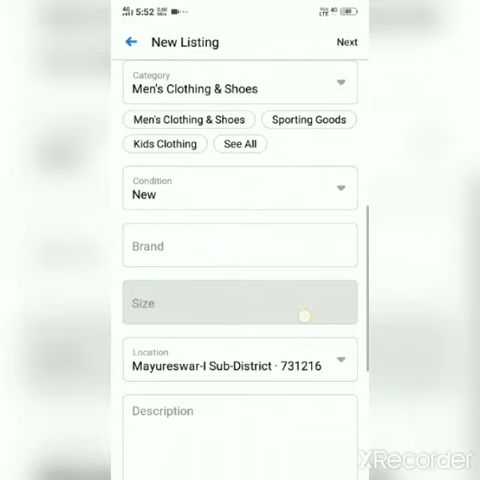 4G 5:52
New Listing Next
Category
Men's Clothing & Shoes
Men's Clothing & Shoes Sporting Goods
Kids Clothing See All
Condition
New
Brand
Size
Location
Mayureswar-I Sub-District · 731216
Description
XRecorder